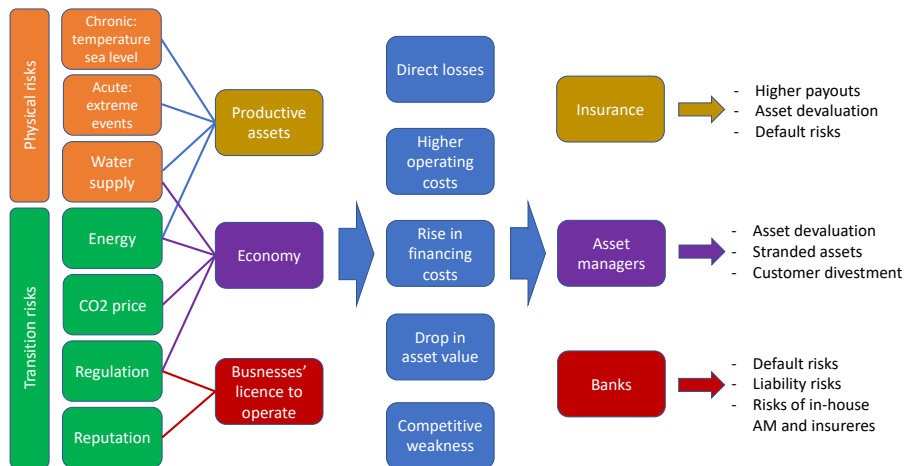 Physical risks
Transition risks
Chronic:
temperature
sea level
Acute:
extreme
events
Water
supply
Energy
CO2 price
Regulation
Reputation
Productive
assets
Economy
Businesses’
licence to
operate
Direct losses
Higher
operating
costs
Rise in
financing
costs
Drop in
asset value
Competitive
weakness
Insurance
- Higher payouts
- Asset devaluation
- Default risks
Asset
managers
- Asset devaluation
- Stranded assets
- Customer divestment
Banks
- Default risks
- Liability risks
- Risks of in-house
AM and insureres